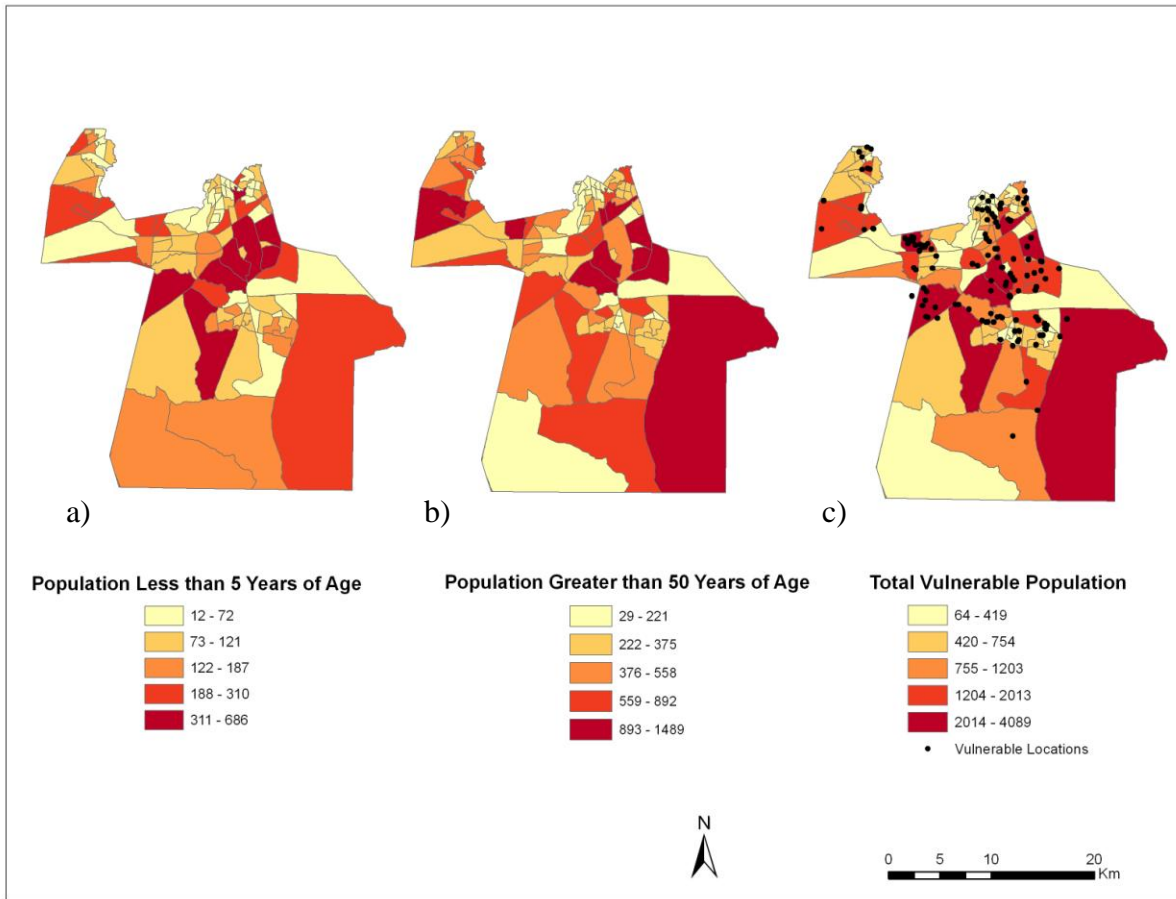 a)
b)
c)
Population Less than 5 Years of Age
12 - 72
73 - 121
122 - 187
188 - 310
311 - 686
Population Greater than 50 Years of Age
29 - 221
222 - 375
376 - 558
559 - 892
893 - 1489
Total Vulnerable Population
64 - 419
420 - 754
755 - 1203
1204 - 2013
2014 - 4089
Vulnerable Locations
N
0 5 10 20
Km